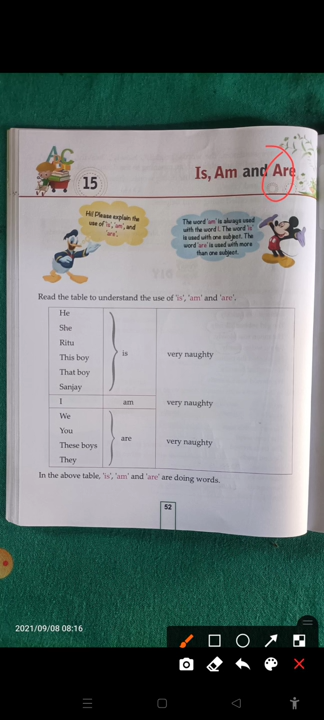 AC
15
Is, Am and Are
Hi! Please explain the
use of 'is', 'am', and
'are'.
The word 'am' is always used
with the word I. The word 'is'
is used with one subject. The
word 'are' is used with more
than one subject.
Read the table to understand the use of 'is', 'am' and 'are'.
He
She
Ritu
This boy
That boy
Sanjay
is
very naughty
I
am
very naughty
We
You
These boys
They
are
very naughty
In the above table, 'is', 'am' and 'are' are doing words.
52
2021/09/08 08:16